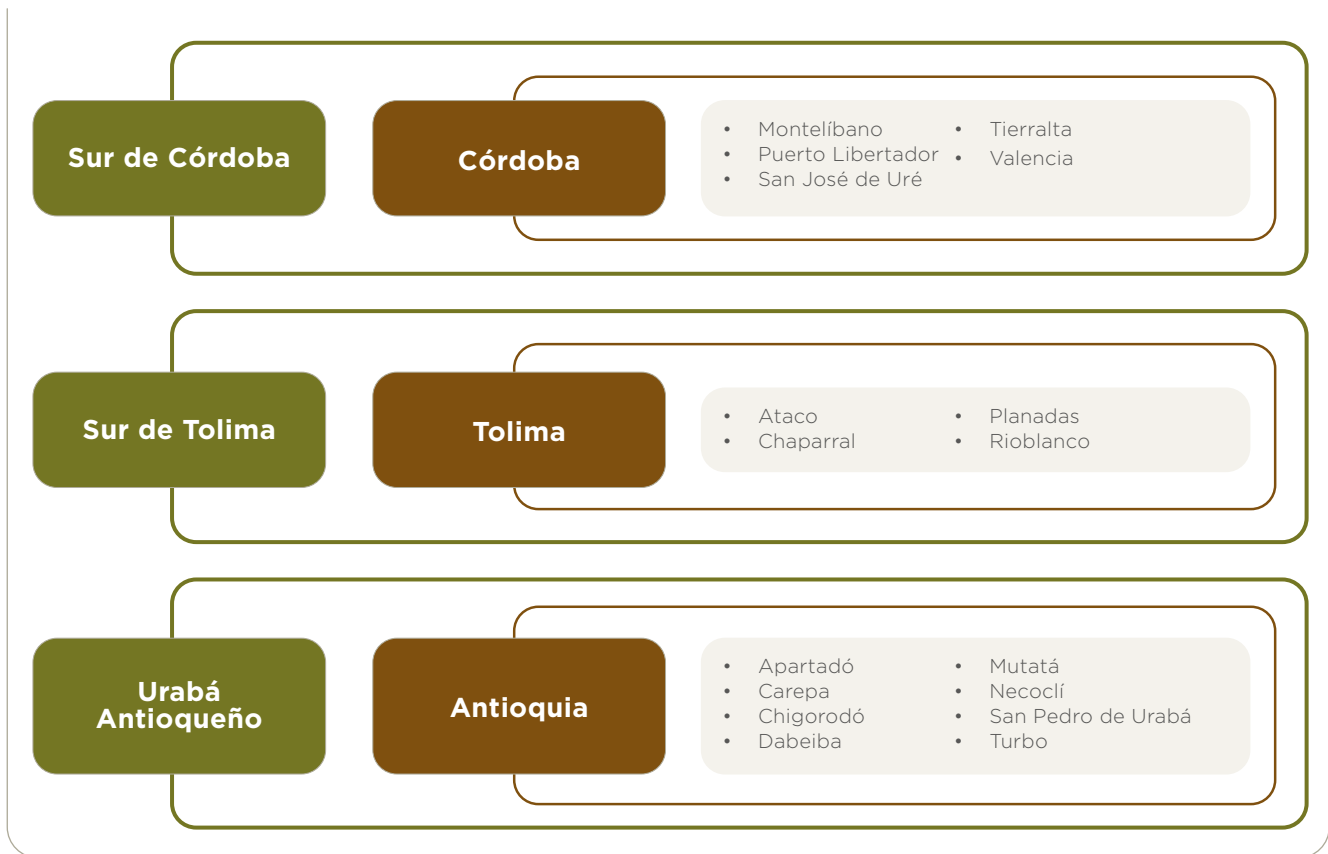 Sur de Córdoba
Córdoba
• Montelíbano
• Puerto Libertador
• San José de Uré
• Tierralta
• Valencia
Sur de Tolima
Tolima
• Ataco
• Chaparral
• Planadas
• Rioblanco
Urabá
Antioqueño
Antioquia
• Apartadó
• Carepa
• Chigorodó
• Dabeiba
• Mutatá
• Necoclí
• San Pedro de Urabá
• Turbo